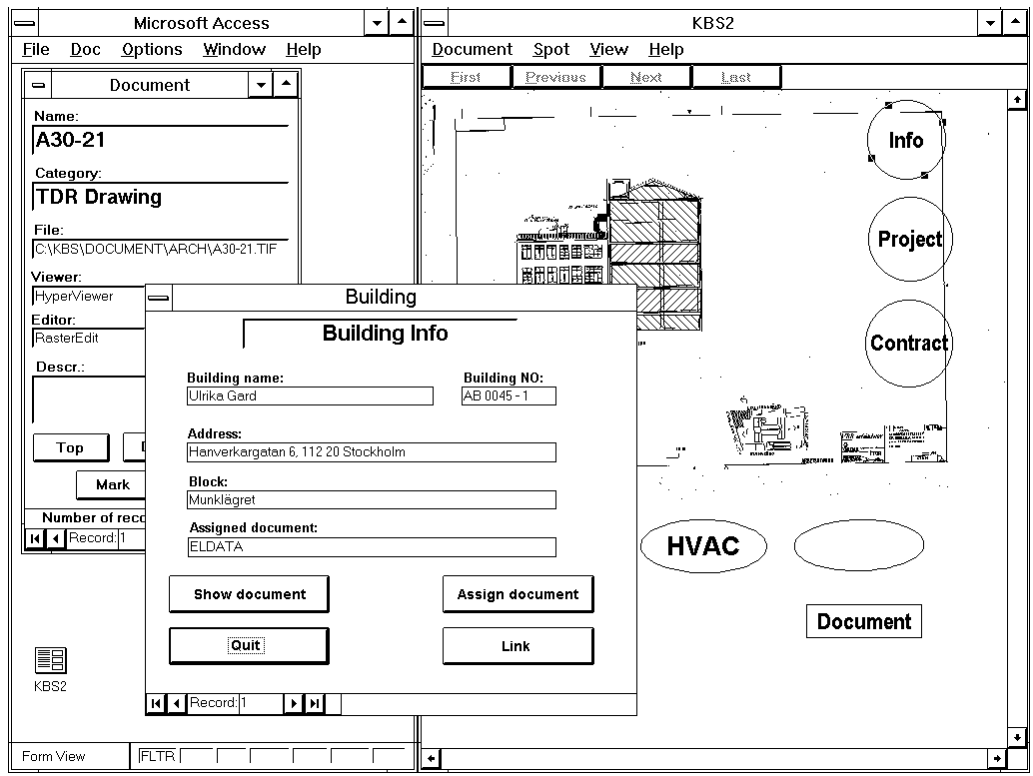 Microsoft Access
File Doc Options Window Help
Document
Name:
A30-21
Category:
TDR Drawing
File:
C:\KBS\DOCUMENT\ARCH\A30-21.TIF
Viewer:
HyperViewer
Editor:
RasterEdit
Descr.:
Top
Mark
Number of reco
Record: 1
KBS2
Form View FLTR
Building
Building Info
Building name: Building NO:
Ulrika Gard AB 0045 - 1
Address:
Hanverkargatan 6, 112 20 Stockholm
Block:
Munklägret
Assigned document:
ELDATA
Show document Assign document
Quit Link
Record: 1
KBS2
Document Spot View Help
First Previous Next Last
Info
Project
Contract
HVAC
Document